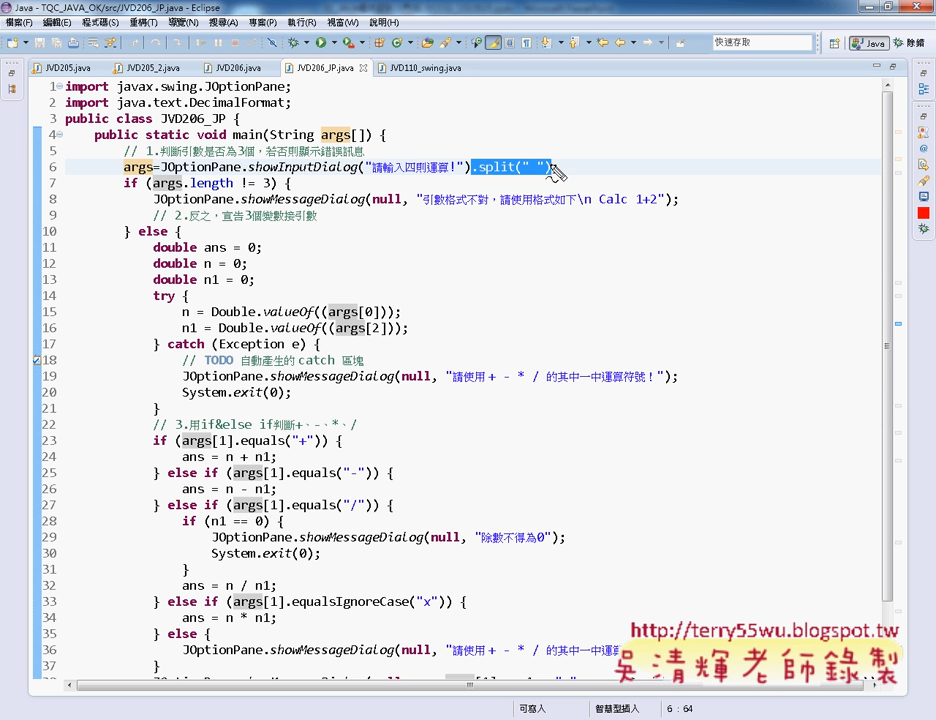 Java - TQC_JAVA_OK/src/JVD206_JP.java - Eclipse
檔案(F) 編輯(E) 程式碼(S) 重構(T) 導覽(N) 搜尋(A) 專案(P) 執行(R) 視窗(W) 說明(H)
快速存取 Java 除錯
JVD205.java JVD205_2.java JVD206.java JVD206_JP.java JVD110_swing.java
1 import javax.swing.JOptionPane;
2 import java.text.DecimalFormat;
3 public class JVD206_JP {
4 public static void main(String args[]) {
5 // 1.判斷引數是否為3個，若否則顯示錯誤訊息
6 args=JOptionPane.showInputDialog("請輸入四則運算!").split(" ");
7 if (args.length != 3) {
8 JOptionPane.showMessageDialog(null, "引數格式不對，請使用格式如下\n Calc 1+2");
9 // 2.反之，宣告3個變數接引數
10 } else {
11 double ans = 0;
12 double n = 0;
13 double n1 = 0;
14 try {
15 n = Double.valueOf((args[0]));
16 n1 = Double.valueOf((args[2]));
17 } catch (Exception e) {
18 // TODO 自動產生的 catch 區塊
19 JOptionPane.showMessageDialog(null, "請使用 + - * / 的其中一中運算符號！");
20 System.exit(0);
21 }
22 // 3.用if&else if判斷+、-、*、/
23 if (args[1].equals("+")) {
24 ans = n + n1;
25 } else if (args[1].equals("-")) {
26 ans = n - n1;
27 } else if (args[1].equals("/")) {
28 if (n1 == 0) {
29 JOptionPane.showMessageDialog(null, "除數不得為0");
30 System.exit(0);
31 }
32 ans = n / n1;
33 } else if (args[1].equalsIgnoreCase("x")) {
34 ans = n * n1;
35 } else {
36 JOptionPane.showMessageDialog(null, "請使用 + - * / 的其中一中運算
37 }
http://terry55wu.blogspot.tw
吳清輝老師錄製
可寫入 智慧型插入 6 : 64